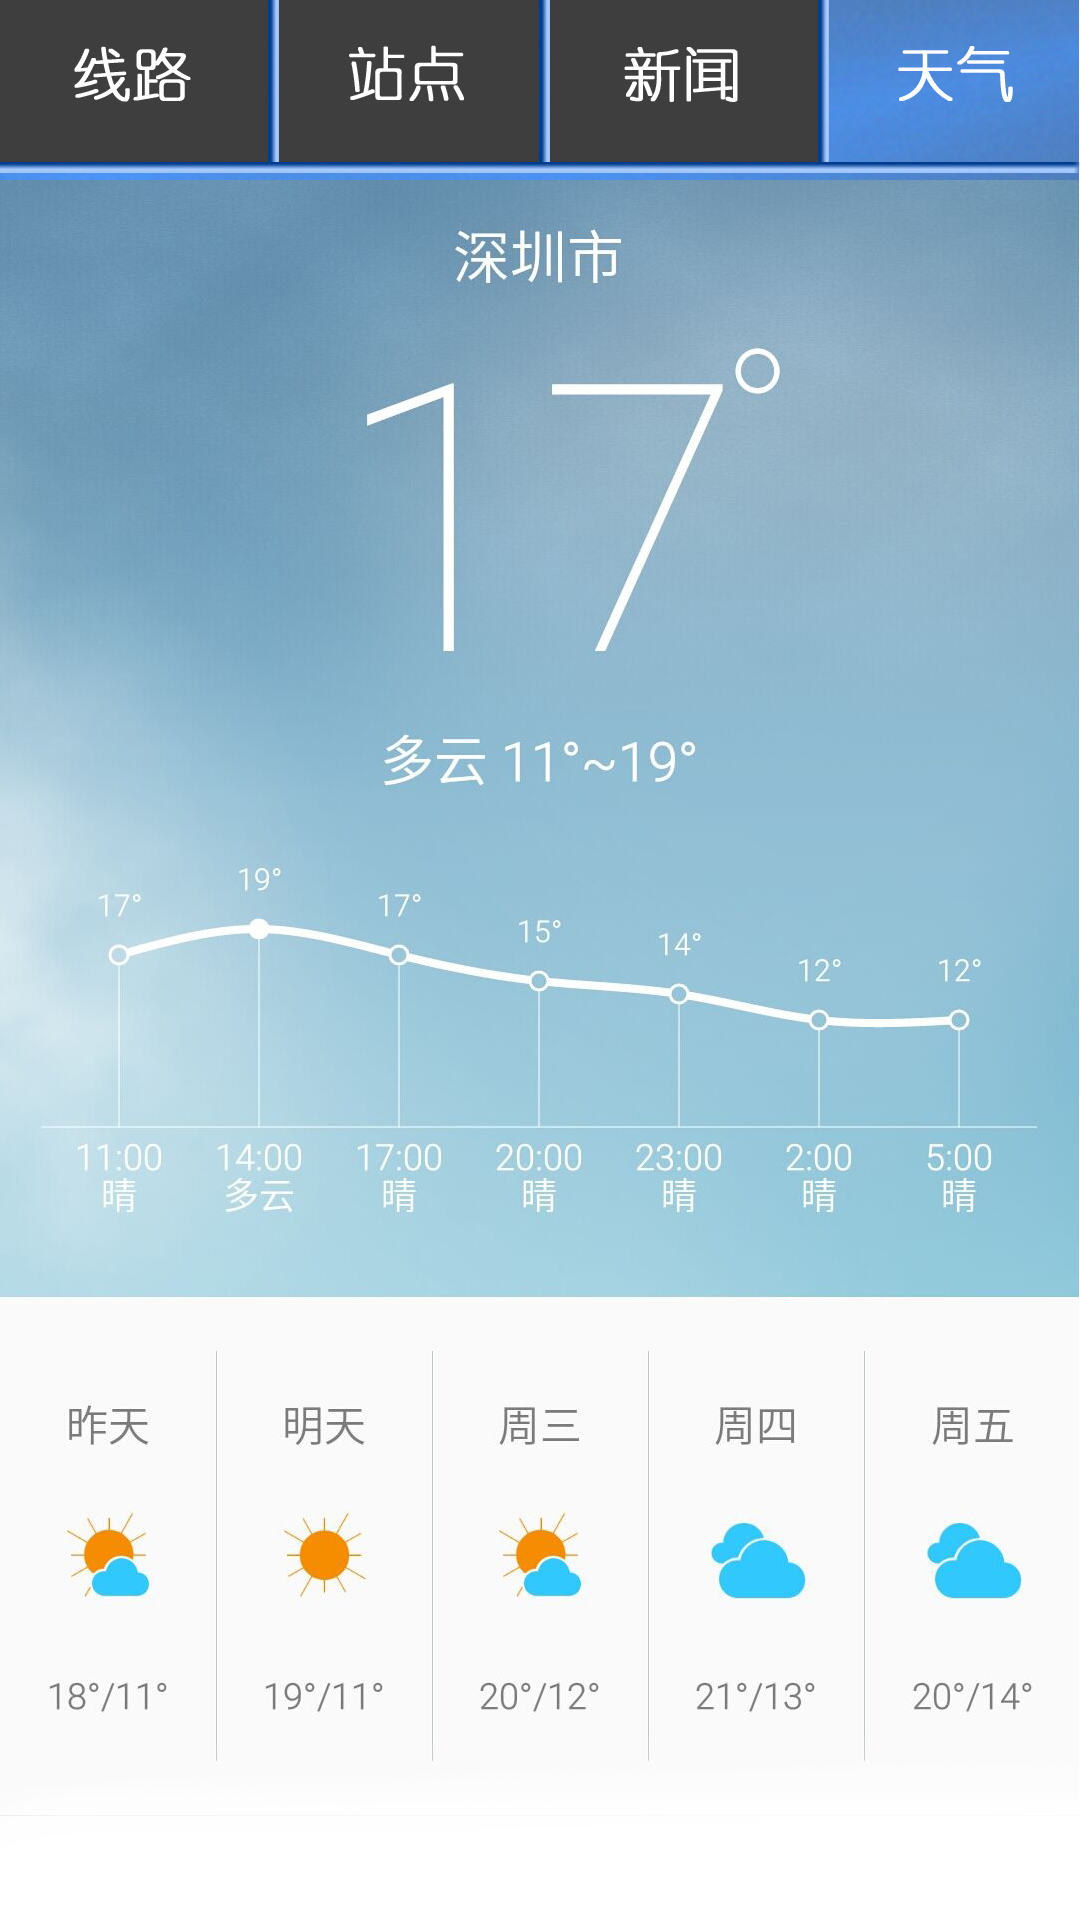 线路 站点 新闻 天气
深圳市
17°
多云 11°~19°
17° 19° 17° 15° 14° 12° 12°
11:00 14:00 17:00 20:00 23:00 2:00 5:00
晴 多云 晴 晴 晴 晴 晴
昨天 明天 周三 周四 周五
18°/11° 19°/11° 20°/12° 21°/13° 20°/14°